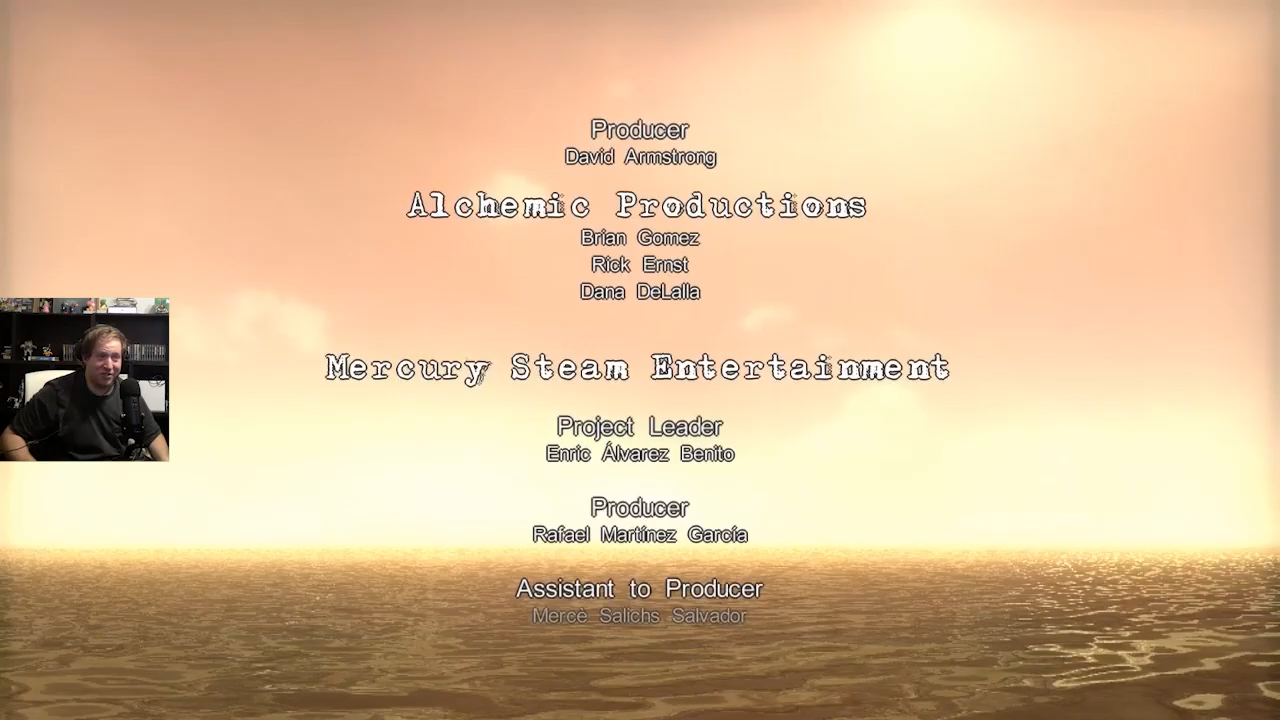 Producer
David Armstrong
Alchemic Productions
Brian Gomez
Rick Ernst
Dana DeLalla
Mercury Steam Entertainment
Project Leader
Enric Álvarez Benito
Producer
Rafael Martínez García
Assistant to Producer
Mercè Salichs Salvador